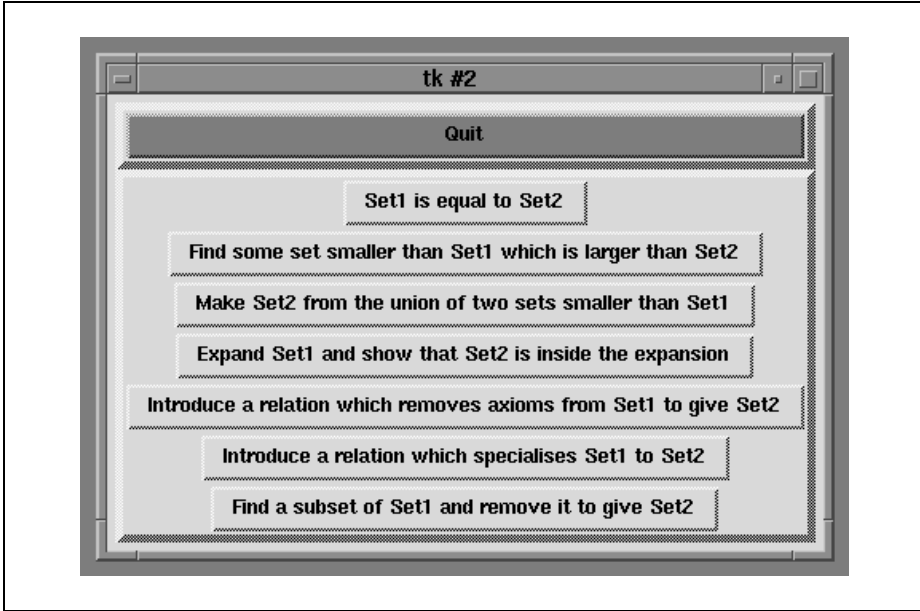 tk #2
Quit
Set1 is equal to Set2
Find some set smaller than Set1 which is larger than Set2
Make Set2 from the union of two sets smaller than Set1
Expand Set1 and show that Set2 is inside the expansion
Introduce a relation which removes axioms from Set1 to give Set2
Introduce a relation which specialises Set1 to Set2
Find a subset of Set1 and remove it to give Set2